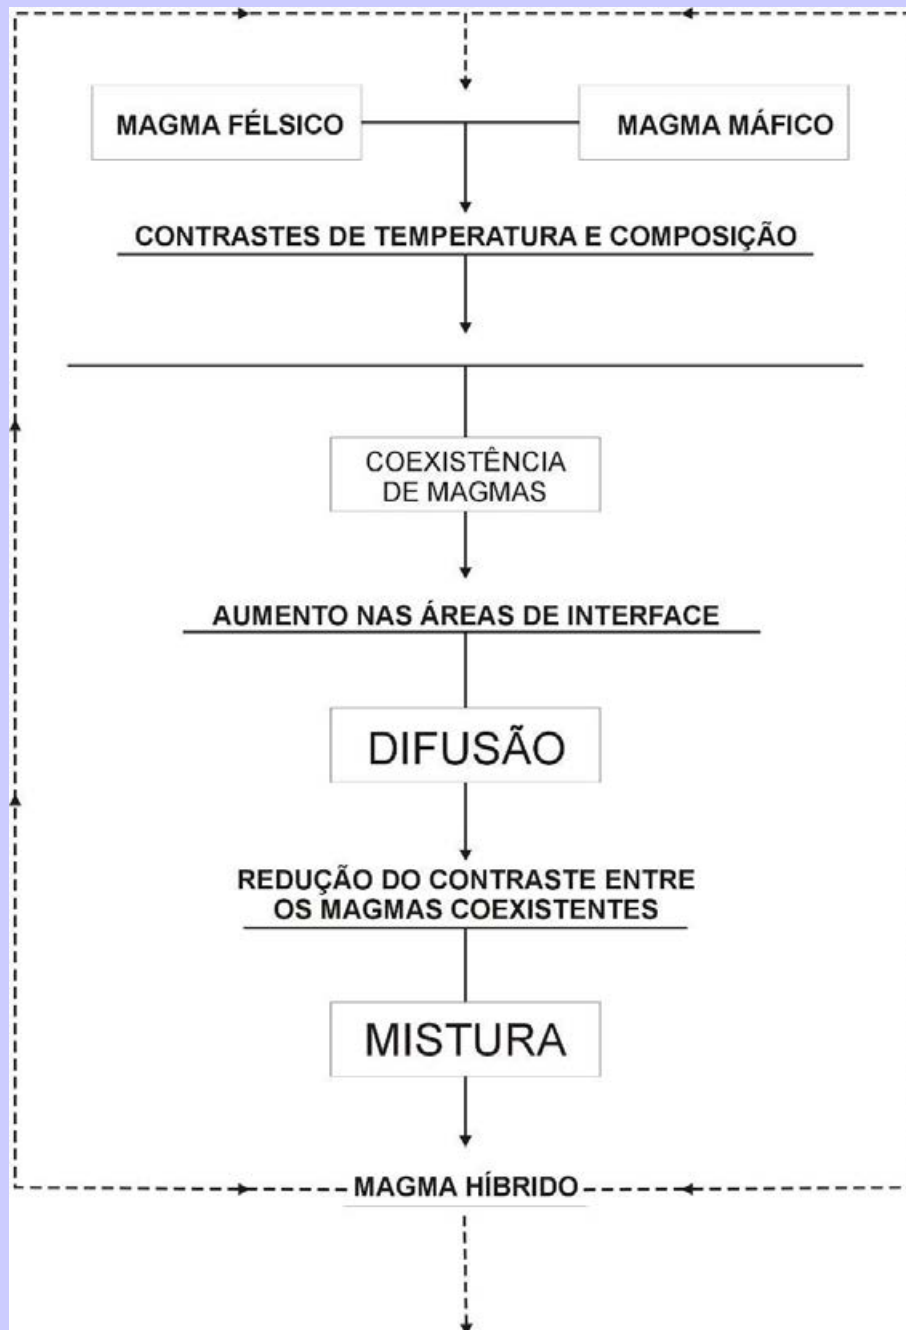 MAGMA FÉLSICO
MAGMA MÁFICO
CONTRASTES DE TEMPERATURA E COMPOSIÇÃO
COEXISTÊNCIA
DE MAGMAS
AUMENTO NAS ÁREAS DE INTERFACE
DIFUSÃO
REDUÇÃO DO CONTRASTE ENTRE
OS MAGMAS COEXISTENTES
MISTURA
MAGMA HÍBRIDO